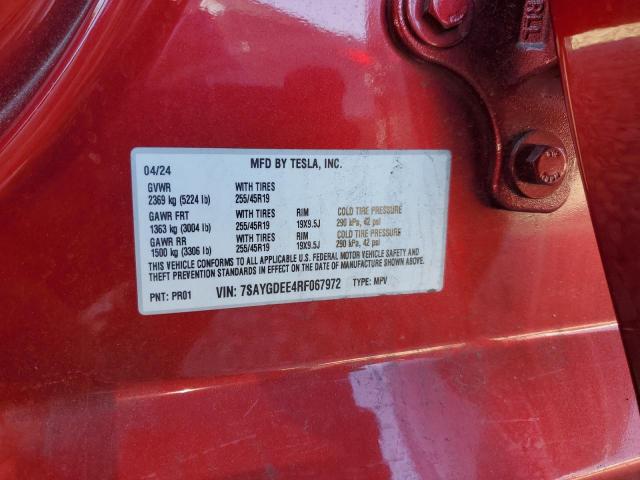 04/24 MFD BY TESLA, INC.
GVWR WITH TIRES
2369 kg (5224 lb) 255/45R19
GAWR FRT WITH TIRES RIM COLD TIRE PRESSURE
1363 kg (3004 lb) 255/45R19 19X9.5J 290 kPa, 42 psi
GAWR RR WITH TIRES RIM COLD TIRE PRESSURE
1500 kg (3306 lb) 255/45R19 19X9.5J 290 kPa, 42 psi
THIS VEHICLE CONFORMS TO ALL APPLICABLE U.S. FEDERAL MOTOR VEHICLE SAFETY AND
THEFT PREVENTION STANDARDS IN EFFECT ON THE DATE OF MANUFACTURE SHOWN ABOVE.
PNT: PR01 VIN: 7SAYGDEE4RF067972 TYPE: MPV